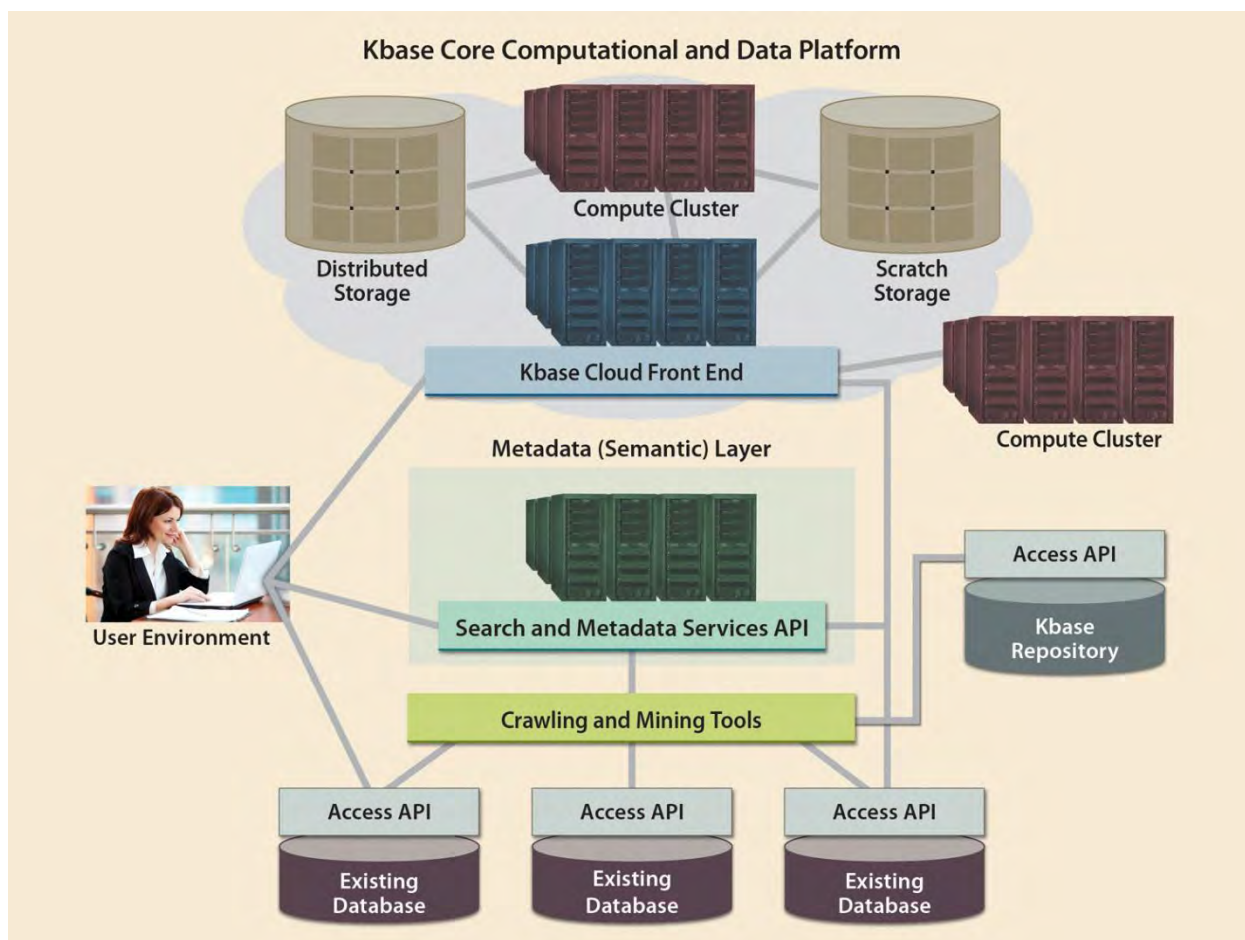 Kbase Core Computational and Data Platform
Compute Cluster
Distributed
Storage
Scratch
Storage
Kbase Cloud Front End
Compute Cluster
Metadata (Semantic) Layer
Access API
Kbase
Repository
User Environment
Search and Metadata Services API
Crawling and Mining Tools
Access API
Existing
Database
Access API
Existing
Database
Access API
Existing
Database